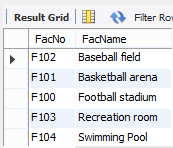 Result Grid Filter Row
FacNo FacName
F102 Baseball field
F101 Basketball arena
F100 Football stadium
F103 Recreation room
F104 Swimming Pool